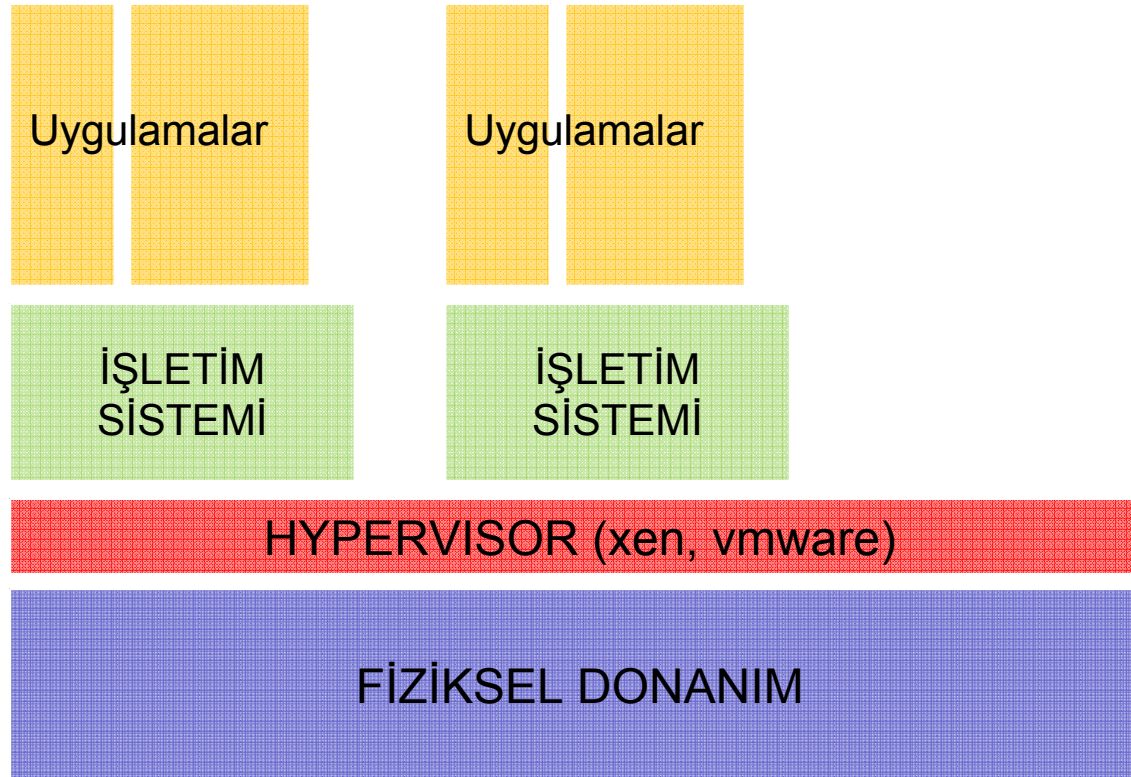 Uygulamalar
Uygulamalar
İŞLETİM
SİSTEMİ
İŞLETİM
SİSTEMİ
HYPERVISOR (xen, vmware)
FİZİKSEL DONANIM